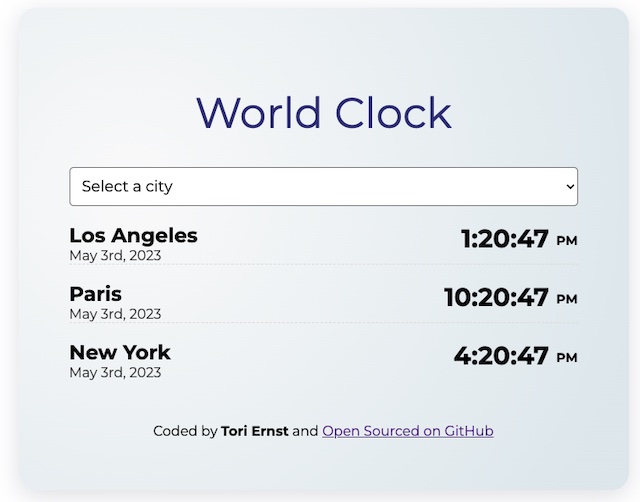 World Clock
Select a city
Los Angeles 1:20:47 PM
May 3rd, 2023
Paris 10:20:47 PM
May 3rd, 2023
New York 4:20:47 PM
May 3rd, 2023
Coded by Tori Ernst and Open Sourced on GitHub